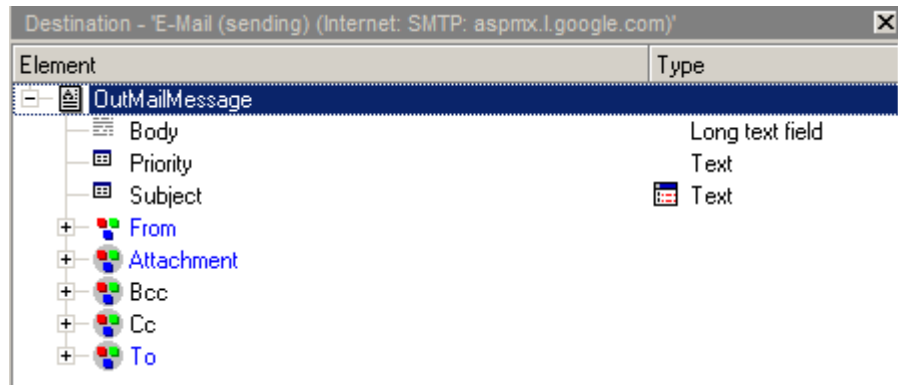 Destination - 'E-Mail (sending) (Internet: SMTP: aspmx.l.google.com)'
Element Type
OutMailMessage
Body Long text field
Priority Text
Subject Text
From
Attachment
Bcc
Cc
To